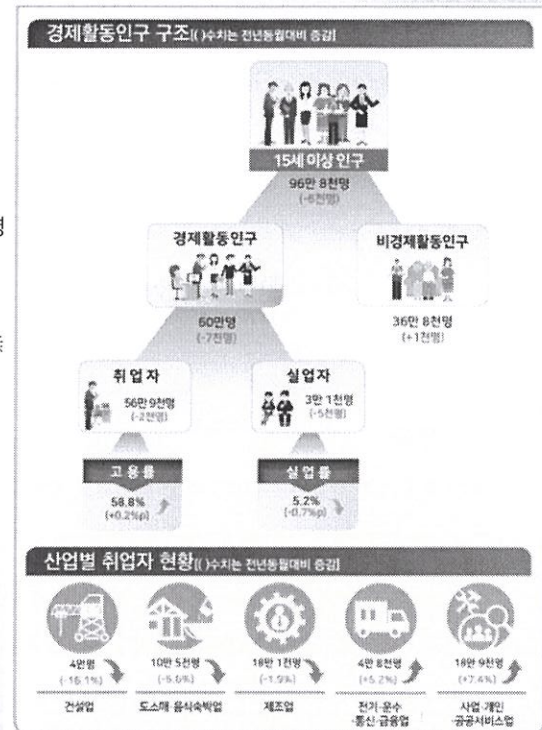 경제활동인구 구조[( )수치는 전년동월대비 증감]
15세이상 인구
96만 8천명
(-6천명)
경제활동인구
60만명
(-7천명)
비경제활동인구
36만 8천명
(+1천명)
취업자
56만 9천명
(-2천명)
실업자
3만 1천명
(-5천명)
고용률
58.8%
(+0.2%p)
실업률
5.2%
(-0.7%p)
산업별 취업자 현황[( )수치는 전년동월대비 증감]
4만명
(-16.1%)
건설업
10만 5천명
(-5.6%)
도소매·음식숙박업
18만 1천명
(-1.9%)
제조업
4만 8천명
(+5.2%)
전기·운수
·통신·금융업
18만 9천명
(+7.4%)
사업·개인
·공공서비스업
명